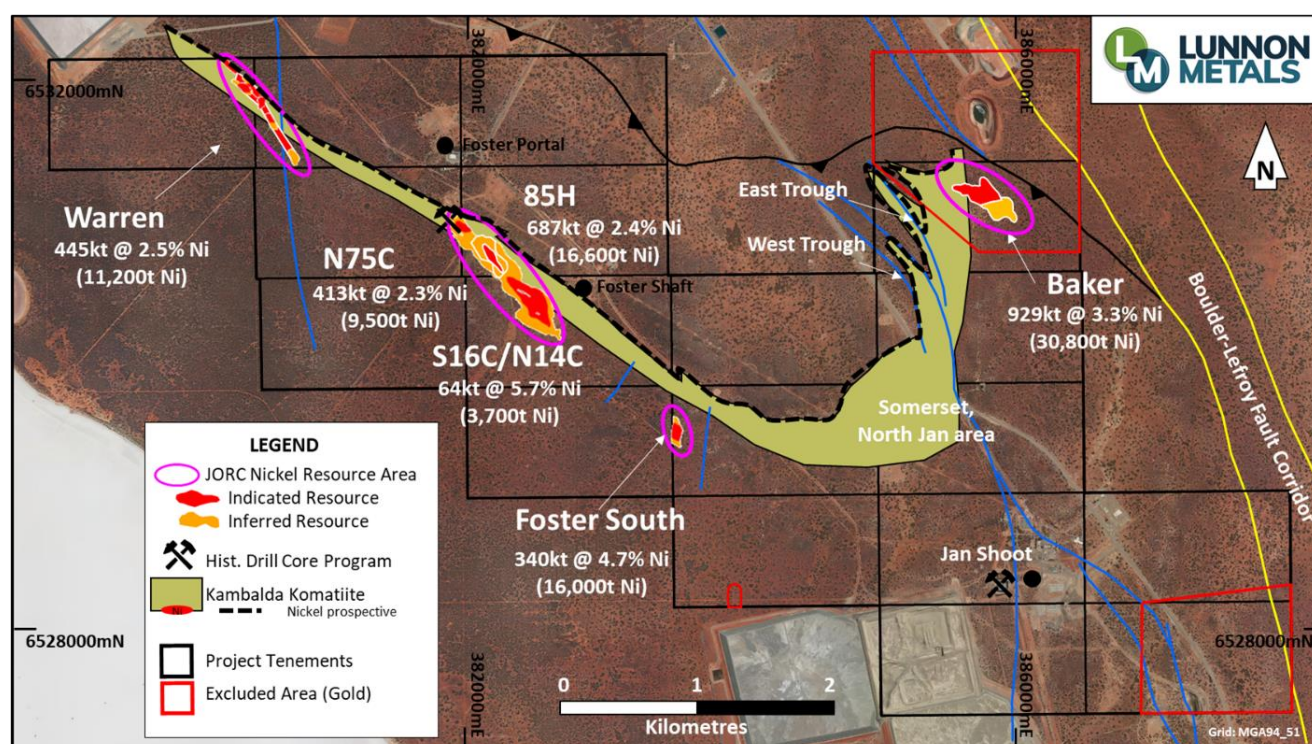 LUNNON
METALS
LM
6532000mN
382000mE
386000mE
N
Foster Portal
East Trough
West Trough
Warren
445kt @ 2.5% Ni
(11,200t Ni)
85H
687kt @ 2.4% Ni
(16,600t Ni)
N75C
413kt @ 2.3% Ni
(9,500t Ni)
Foster Shaft
Baker
929kt @ 3.3% Ni
(30,800t Ni)
S16C/N14C
64kt @ 5.7% Ni
(3,700t Ni)
Boulder-Lefroy Fault Corridor
Somerset,
North Jan area
LEGEND
JORC Nickel Resource Area
Indicated Resource
Inferred Resource
Hist. Drill Core Program
Kambalda Komatiite
Ni
Nickel prospective
Project Tenements
Excluded Area (Gold)
Foster South
340kt @ 4.7% Ni
(16,000t Ni)
Jan Shoot
6528000mN
6528000mN
382000mE
386000mE
0 1 2
Kilometres
Grid: MGA94_51